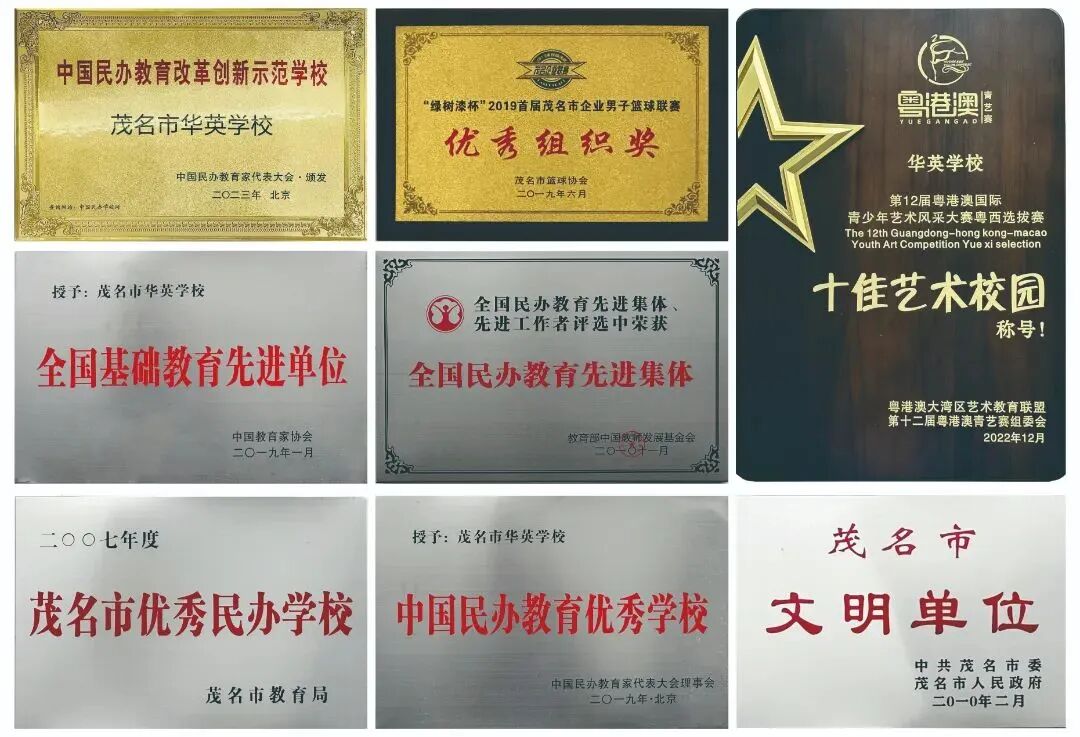 中国民办教育改革创新示范学校
茂名市华英学校
中国民办教育家代表大会·颁发
二〇二三年 北京
“绿树漆杯”2019首届茂名市企业男子篮球联赛
优秀组织奖
茂名市篮球协会
二〇一九年六月
粤港澳
青艺赛
YUEGANGAO
华英学校
第12届粤港澳国际
青少年艺术风采大赛粤西选拔赛
The 12th Guangdong-hong kong-macao
Youth Art Competition Yue xi selection
十佳艺术校园
称号!
粤港澳大湾区艺术教育联盟
第十二届粤港澳青艺赛组委会
2022年12月
授予:茂名市华英学校
全国基础教育先进单位
中国教育家协会
二〇一九年一月
全国民办教育先进集体、
先进工作者评选中荣获
全国民办教育先进集体
教育部中国教师发展基金会
二〇一〇十一月
二〇〇七年度
茂名市优秀民办学校
茂名市教育局
授予:茂名市华英学校
中国民办教育优秀学校
中国民办教育家代表大会理事会
二〇一九年·北京
茂名市
文明单位
中共茂名市委
茂名市人民政府
二〇一〇年二月